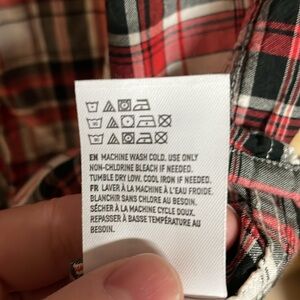 EN MACHINE WASH COLD. USE ONLY
NON-CHLORINE BLEACH IF NEEDED.
TUMBLE DRY LOW. COOL IRON IF NEEDED.
FR LAVER À LA MACHINE À L'EAU FROIDE.
BLANCHIR SANS CHLORE AU BESOIN.
SÉCHER À LA MACHINE CYCLE DOUX.
REPASSER À BASSE TEMPÉRATURE AU
BESOIN.